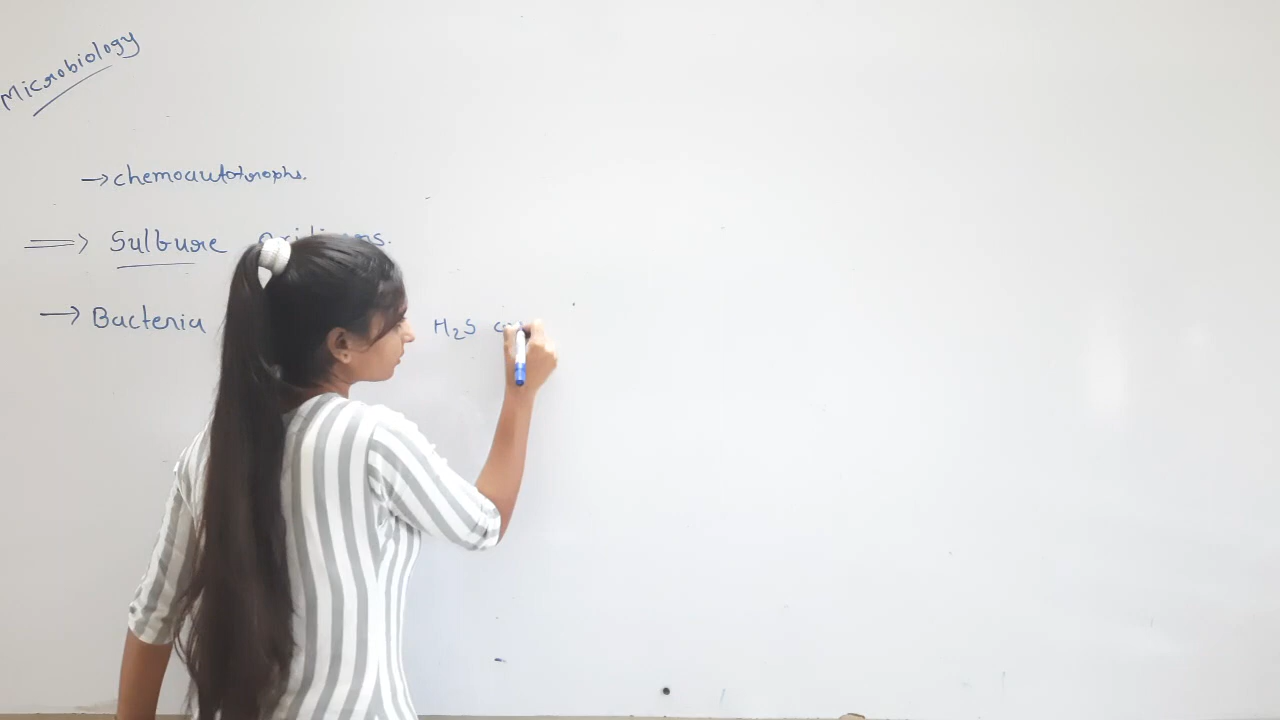 Microbiology
→ chemoautotrophs.
⇒ Sulbure
→ Bacteria H₂S